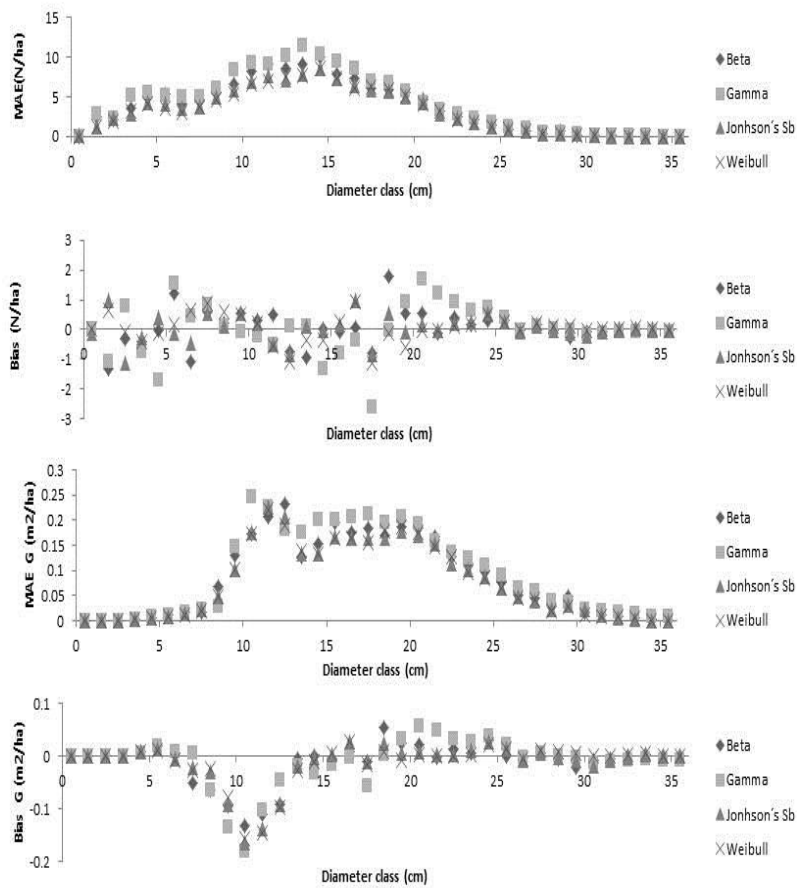 15
10
5
0
0 5 10 15 20 25 30 35
MAE(N/ha)
Diameter class (cm)
Beta
Gamma
Jonhson´s Sb
Weibull
3
2
1
0
-1
-2
-3
0 5 10 15 20 25 30 35
Bias (N/ha)
Diameter class (cm)
Beta
Gamma
Jonhson´s Sb
Weibull
0.3
0.25
0.2
0.15
0.1
0.05
0
0 5 10 15 20 25 30 35
MAE G (m2/ha)
Diameter class (cm)
Beta
Gamma
Jonhson´s Sb
Weibull
0.1
0
-0.1
-0.2
0 5 10 15 20 25 30 35
Bias G (m2/ha)
Diameter class (cm)
Beta
Gamma
Jonhson´s Sb
Weibull